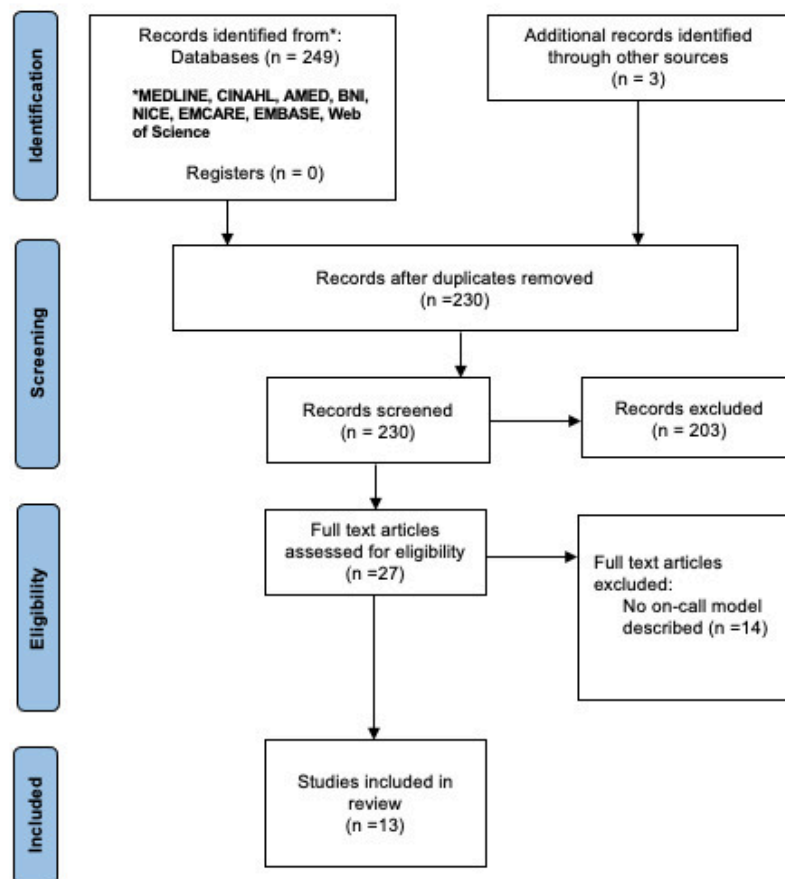 Identification
Records identified from*:
Databases (n = 249)
*MEDLINE, CINAHL, AMED, BNI,
NICE, EMCARE, EMBASE, Web
of Science
Registers (n = 0)
Additional records identified
through other sources
(n = 3)
Screening
Records after duplicates removed
(n =230)
Records screened
(n = 230)
Records excluded
(n = 203)
Eligibility
Full text articles
assessed for eligibility
(n =27)
Full text articles
excluded:
No on-call model
described (n =14)
Included
Studies included in
review
(n =13)